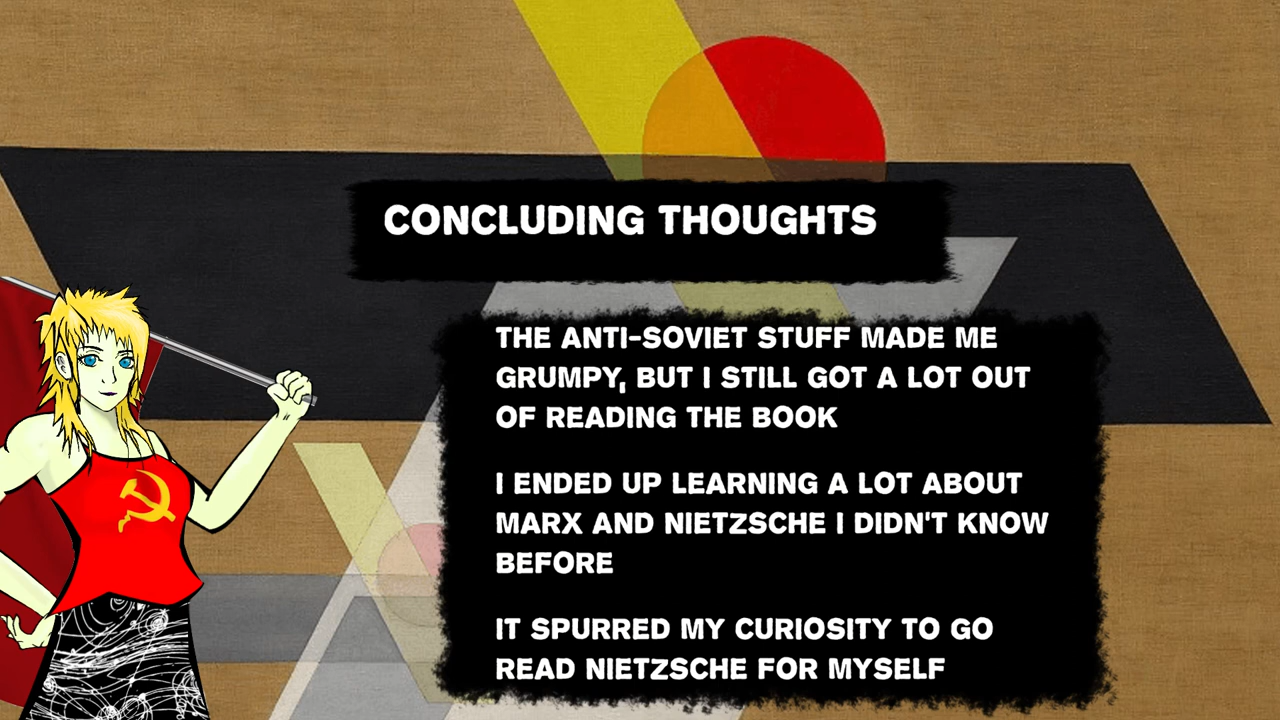 CONCLUDING THOUGHTS
THE ANTI-SOVIET STUFF MADE ME
GRUMPY, BUT I STILL GOT A LOT OUT
OF READING THE BOOK
I ENDED UP LEARNING A LOT ABOUT
MARX AND NIETZSCHE I DIDN'T KNOW
BEFORE
IT SPURRED MY CURIOSITY TO GO
READ NIETZSCHE FOR MYSELF